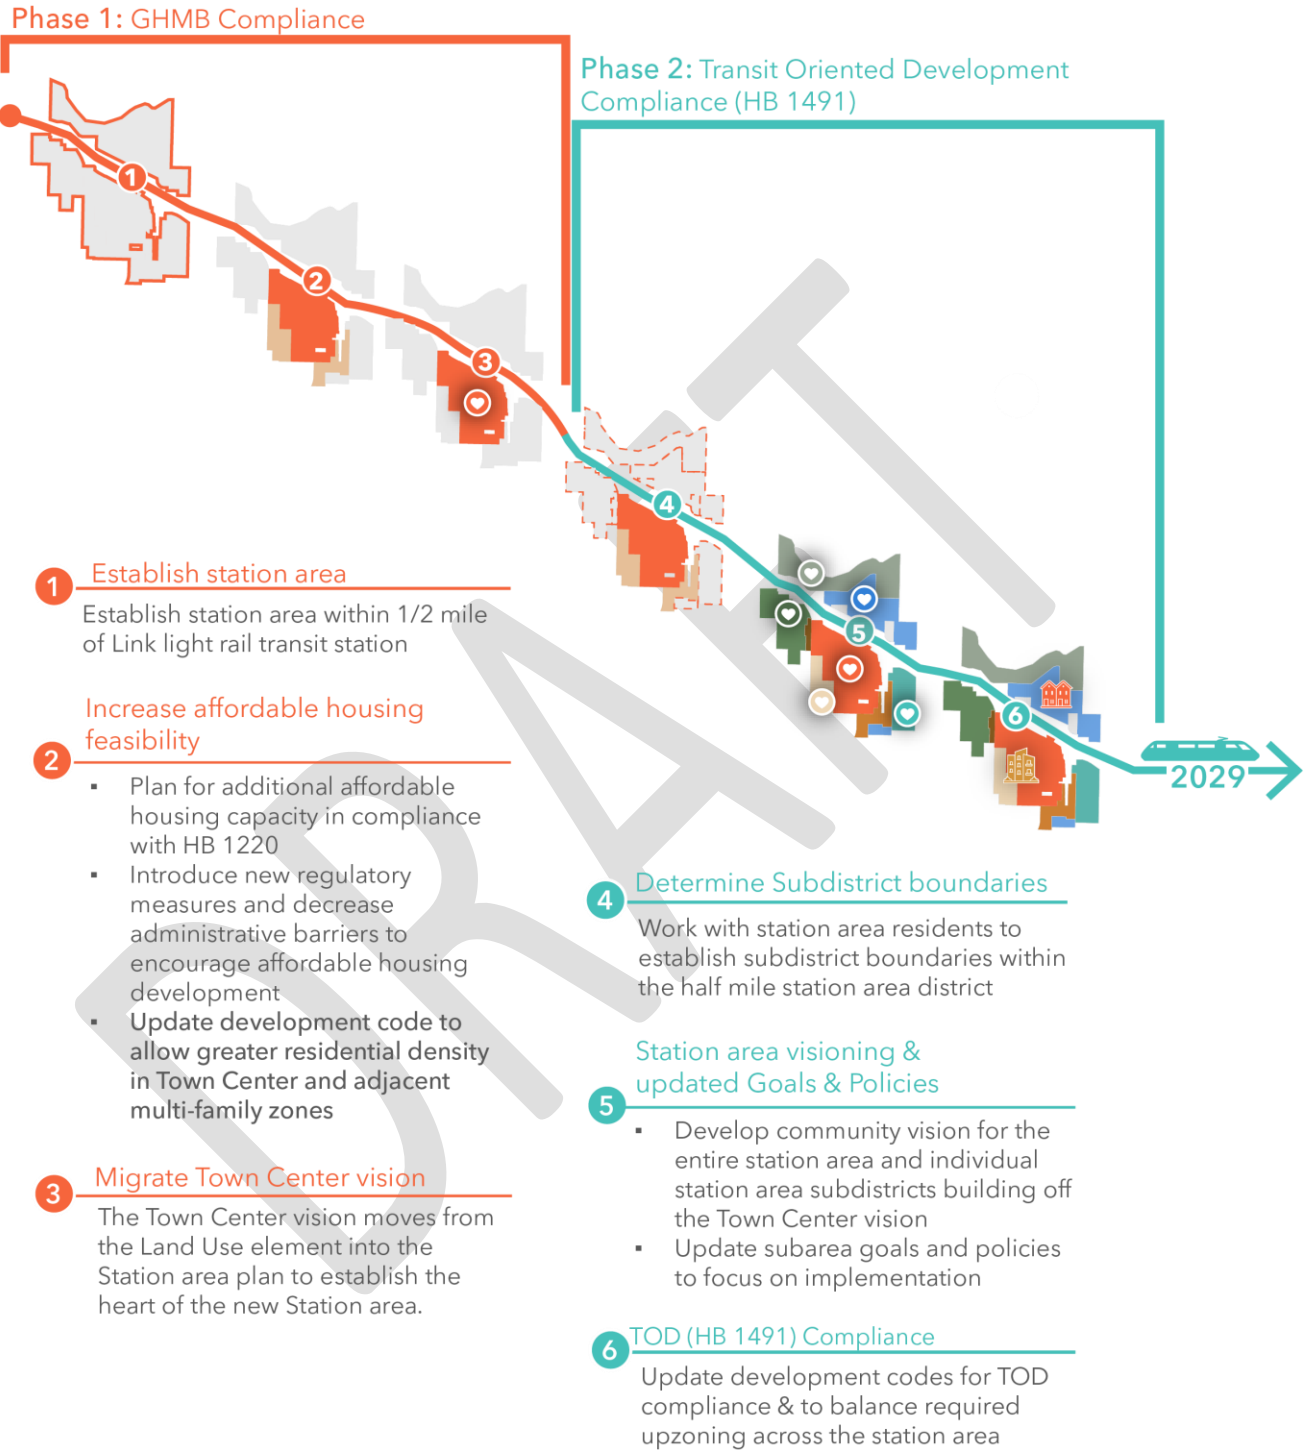 Phase 1: GHMB Compliance
Phase 2: Transit Oriented Development
Compliance (HB 1491)
1
2
3
4
5
6
2029
DRAFT
1
Establish station area
Establish station area within 1/2 mile
of Link light rail transit station
2
Increase affordable housing
feasibility
▪ Plan for additional affordable
housing capacity in compliance
with HB 1220
▪ Introduce new regulatory
measures and decrease
administrative barriers to
encourage affordable housing
development
▪ Update development code to
allow greater residential density
in Town Center and adjacent
multi-family zones
3
Migrate Town Center vision
The Town Center vision moves from
the Land Use element into the
Station area plan to establish the
heart of the new Station area.
4
Determine Subdistrict boundaries
Work with station area residents to
establish subdistrict boundaries within
the half mile station area district
5
Station area visioning &
updated Goals & Policies
▪ Develop community vision for the
entire station area and individual
station area subdistricts building off
the Town Center vision
▪ Update subarea goals and policies
to focus on implementation
6
TOD (HB 1491) Compliance
Update development codes for TOD
compliance & to balance required
upzoning across the station area